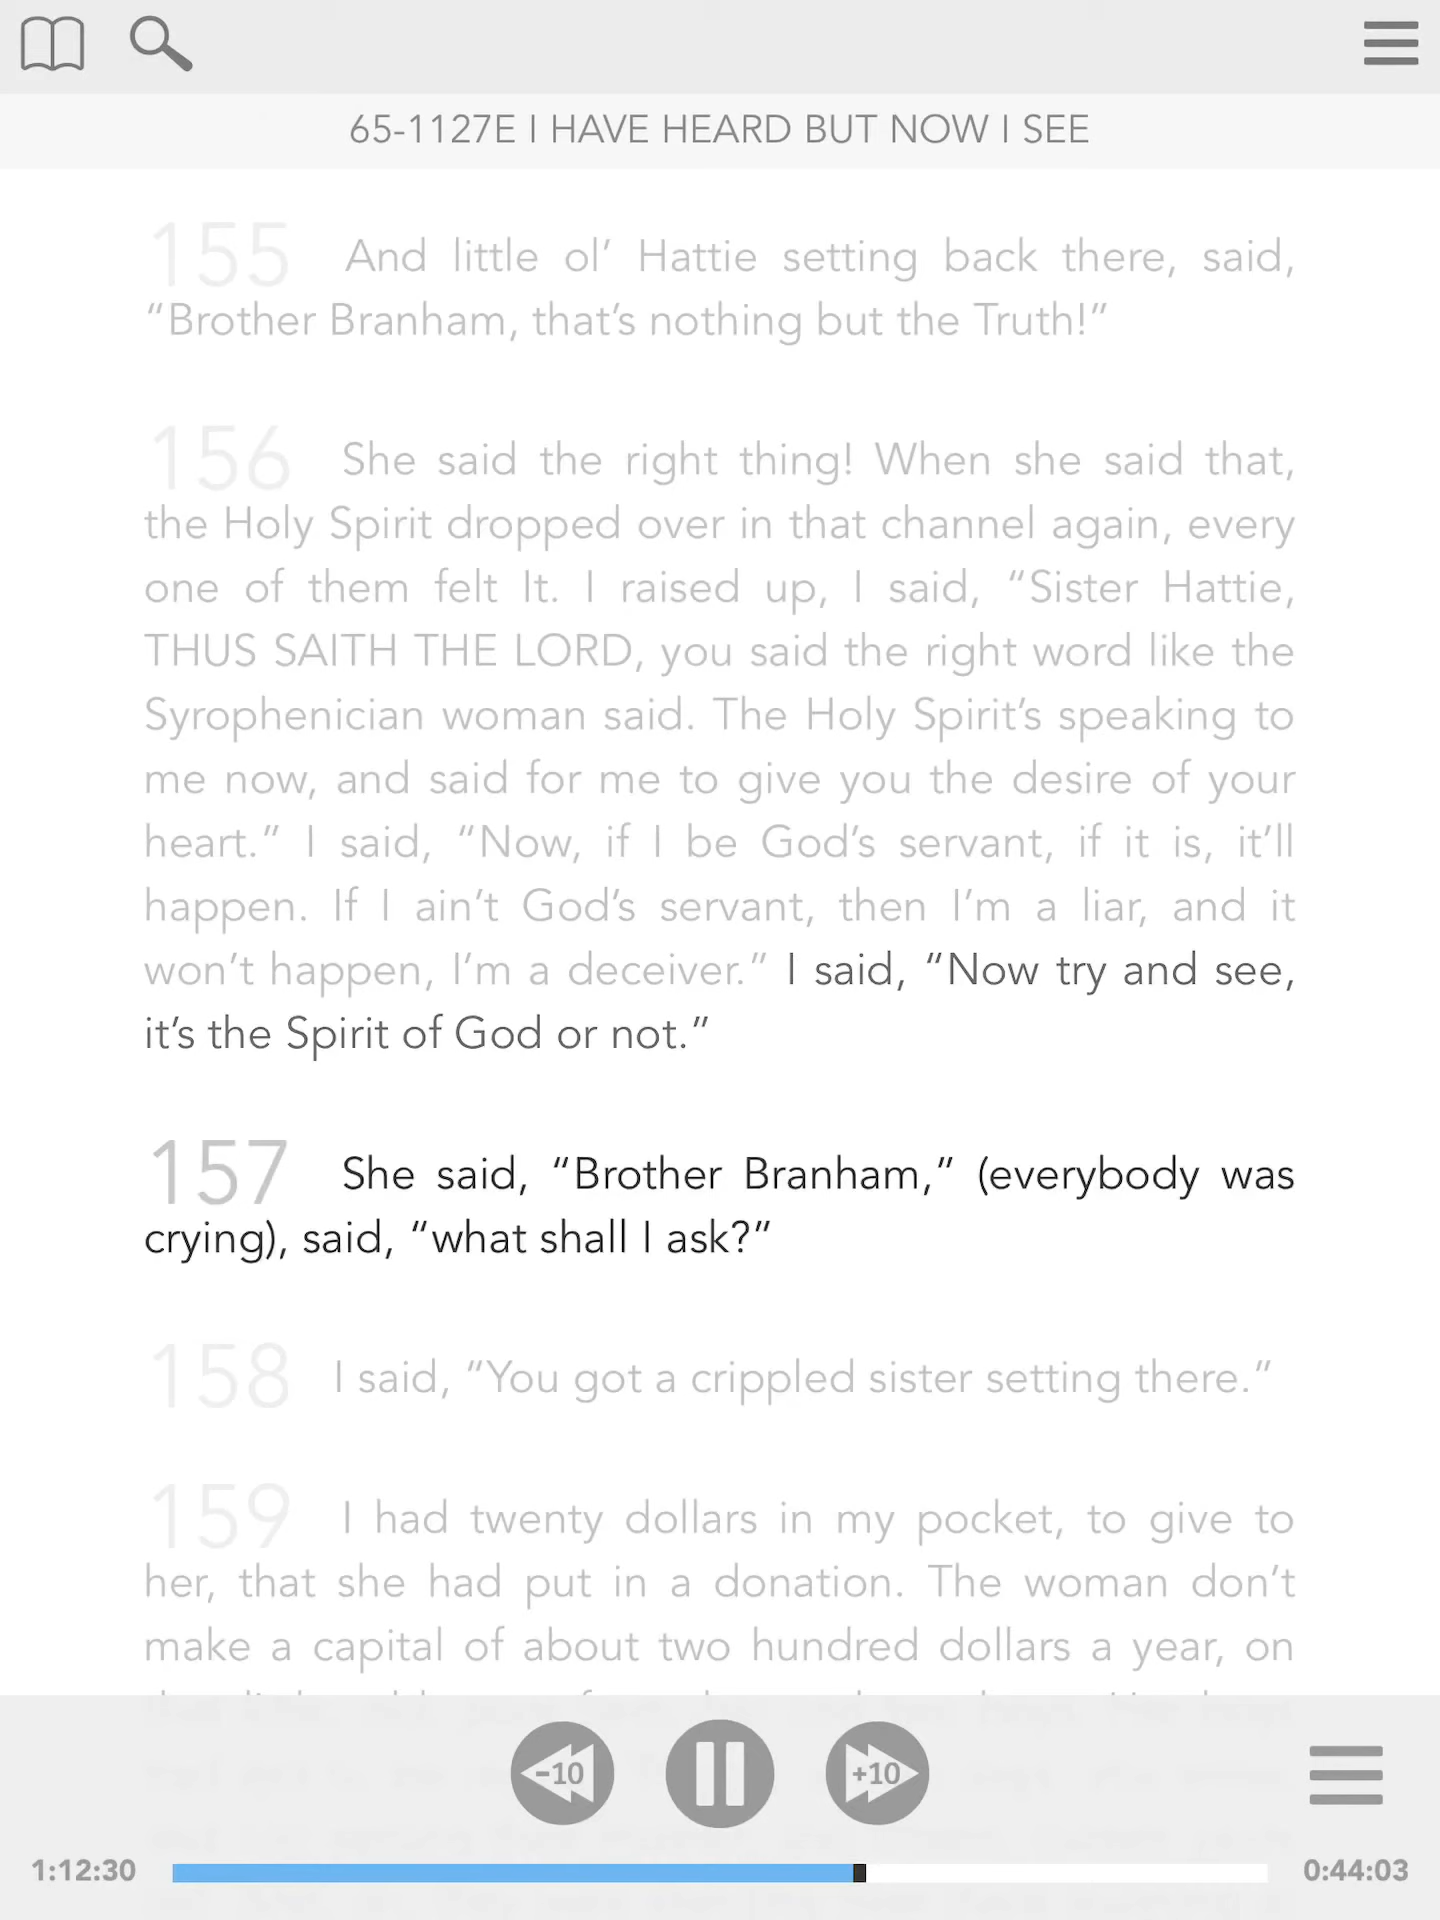 65-1127E I HAVE HEARD BUT NOW I SEE
155 And little ol’ Hattie setting back there, said,
“Brother Branham, that’s nothing but the Truth!”
156 She said the right thing! When she said that,
the Holy Spirit dropped over in that channel again, every
one of them felt It. I raised up, I said, “Sister Hattie,
THUS SAITH THE LORD, you said the right word like the
Syrophenician woman said. The Holy Spirit’s speaking to
me now, and said for me to give you the desire of your
heart.” I said, “Now, if I be God’s servant, if it is, it’ll
happen. If I ain’t God’s servant, then I’m a liar, and it
won’t happen, I’m a deceiver.” I said, “Now try and see,
it’s the Spirit of God or not.”
157 She said, “Brother Branham,” (everybody was
crying), said, “what shall I ask?”
158 I said, “You got a crippled sister setting there.”
159 I had twenty dollars in my pocket, to give to
her, that she had put in a donation. The woman don’t
make a capital of about two hundred dollars a year, on
-10 +10
1:12:30 0:44:03